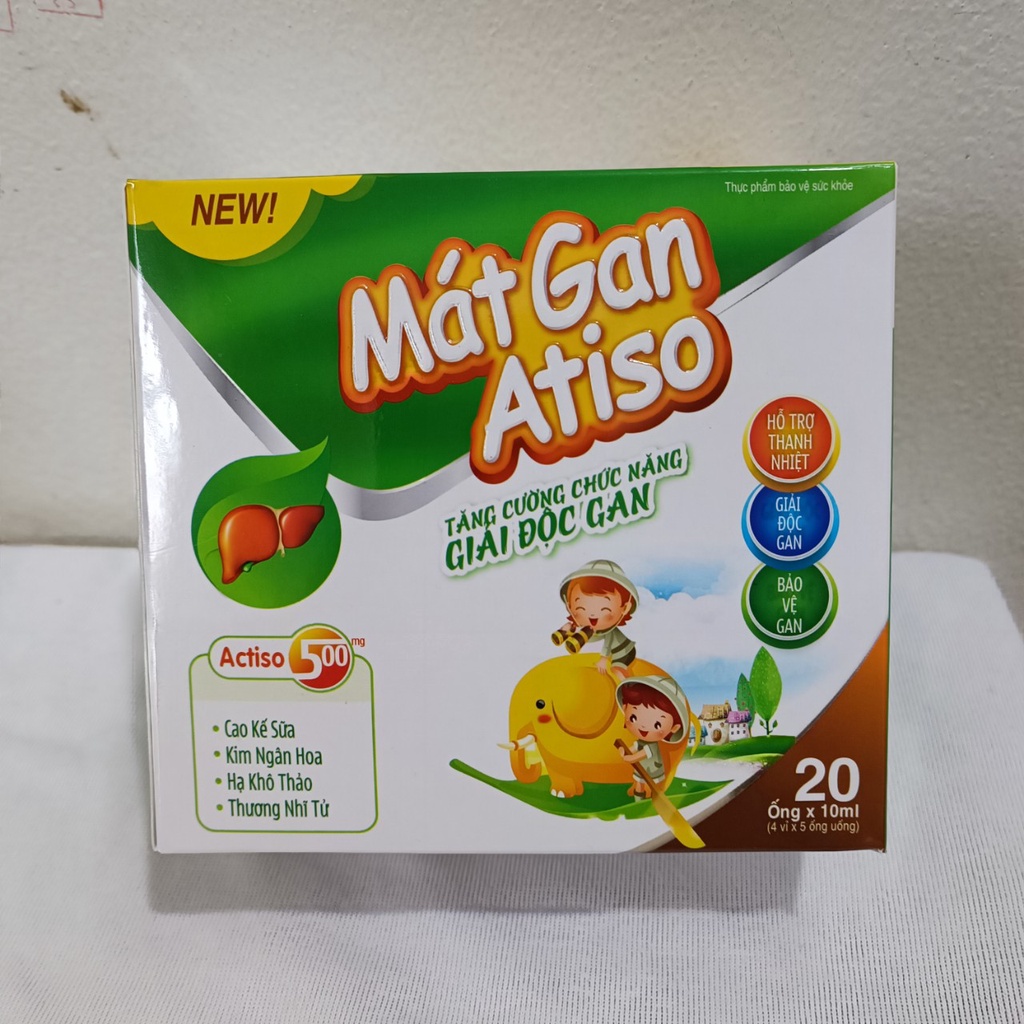 NEW!
Thực phẩm bảo vệ sức khỏe
Mát Gan
Atiso
TĂNG CƯỜNG CHỨC NĂNG
GIẢI ĐỘC GAN
HỖ TRỢ
THANH
NHIỆT
GIẢI
ĐỘC
GAN
BẢO
VỆ
GAN
Actiso 500 mg
• Cao Kế Sữa
• Kim Ngân Hoa
• Hạ Khô Thảo
• Thương Nhĩ Tử
20
Ống x 10ml
(4 vỉ x 5 ống uống)